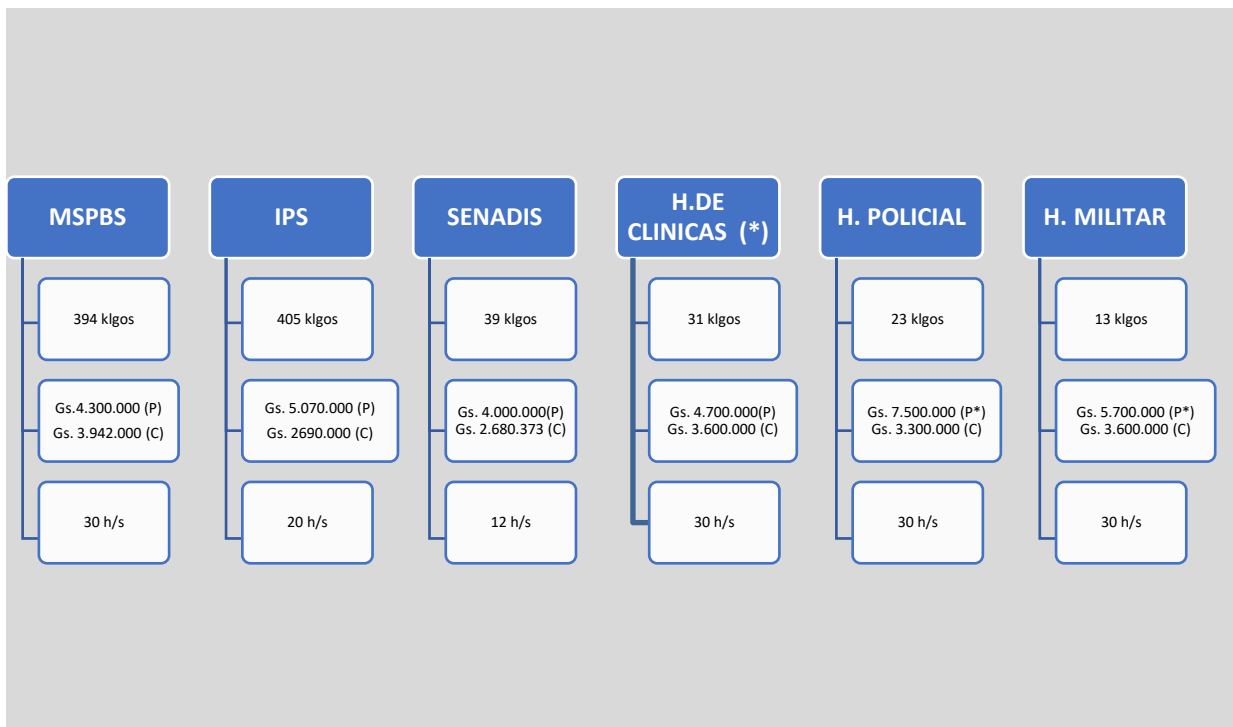 MSPBS
394 klgos
Gs.4.300.000 (P)
Gs. 3.942.000 (C)
30 h/s
IPS
405 klgos
Gs. 5.070.000 (P)
Gs. 2690.000 (C)
20 h/s
SENADIS
39 klgos
Gs. 4.000.000(P)
Gs. 2.680.373 (C)
12 h/s
H.DE
CLINICAS (*)
31 klgos
Gs. 4.700.000(P)
Gs. 3.600.000 (C)
30 h/s
H. POLICIAL
23 klgos
Gs. 7.500.000 (P*)
Gs. 3.300.000 (C)
30 h/s
H. MILITAR
13 klgos
Gs. 5.700.000 (P*)
Gs. 3.600.000 (C)
30 h/s